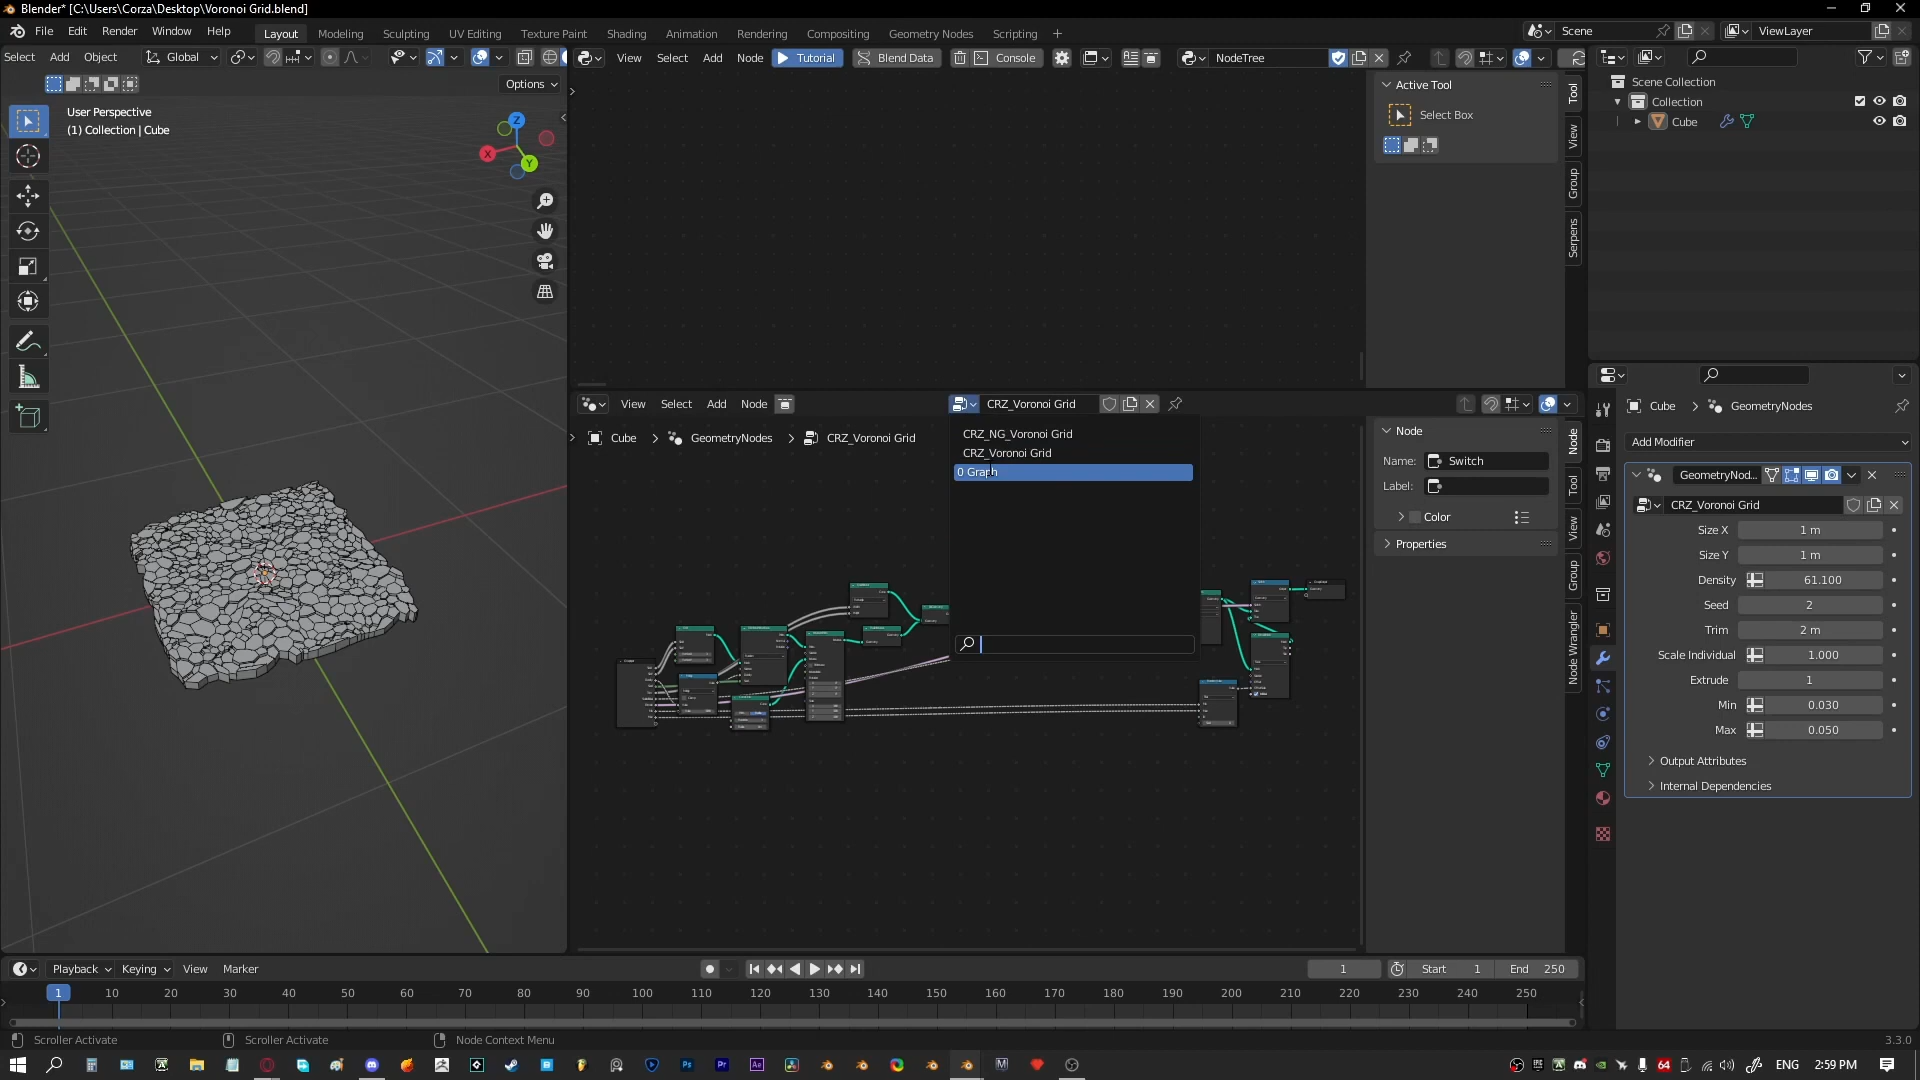 Blender* [C:\Users\Corza\Desktop\Voronoi Grid.blend]
File Edit Render Window Help
Layout Modeling Sculpting UV Editing Texture Paint Shading Animation Rendering Compositing Geometry Nodes Scripting +
Scene
ViewLayer
Select Add Object Global
Options
User Perspective
(1) Collection | Cube
Z
X
Y
View Select Add Node Tutorial Blend Data Console NodeTree
Active Tool
Select Box
Tool
View
Group
Serpens
Scene Collection
Collection
Cube
View Select Add Node CRZ_Voronoi Grid
Cube > GeometryNodes > CRZ_Voronoi Grid
CRZ_NG_Voronoi Grid
CRZ_Voronoi Grid
0 Graph
Node
Name: Switch
Label:
Color
Properties
Node
Tool
View
Group
Node Wrangler
Cube > GeometryNodes
Add Modifier
GeometryNod...
CRZ_Voronoi Grid
Size X 1 m
Size Y 1 m
Density 61.100
Seed 2
Trim 2 m
Scale Individual 1.000
Extrude 1
Min 0.030
Max 0.050
Output Attributes
Internal Dependencies
Playback Keying View Marker
1 Start 1 End 250
1 10 20 30 40 50 60 70 80 90 100 110 120 130 140 150 160 170 180 190 200 210 220 230 240 250
Scroller Activate Scroller Activate Node Context Menu
3.3.0
Ps Pr Ae M 64 ENG 2:59 PM